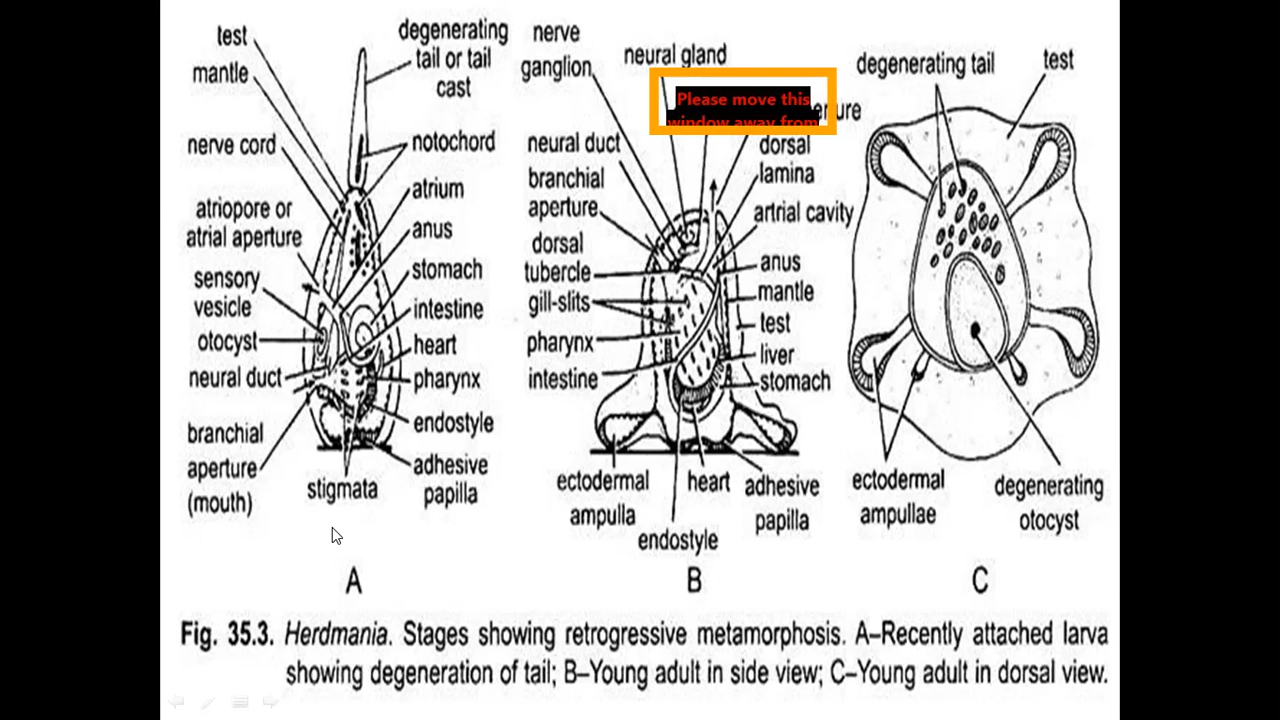 test
mantle
nerve cord
atriopore or
atrial aperture
sensory
vesicle
otocyst
neural duct
branchial
aperture
(mouth)
stigmata
degenerating
tail or tail
cast
notochord
atrium
anus
stomach
intestine
heart
pharynx
endostyle
adhesive
papilla
A
nerve
ganglion
neural gland
Please move this
window away from
neural duct
branchial
aperture
dorsal
tubercle
gill-slits
pharynx
intestine
ectodermal
ampulla
endostyle
heart
adhesive
papilla
dorsal
lamina
artrial cavity
anus
mantle
test
liver
stomach
B
degenerating tail
test
ectodermal
ampullae
degenerating
otocyst
C
Fig. 35.3. Herdmania. Stages showing retrogressive metamorphosis. A–Recently attached larva
showing degeneration of tail; B–Young adult in side view; C–Young adult in dorsal view.